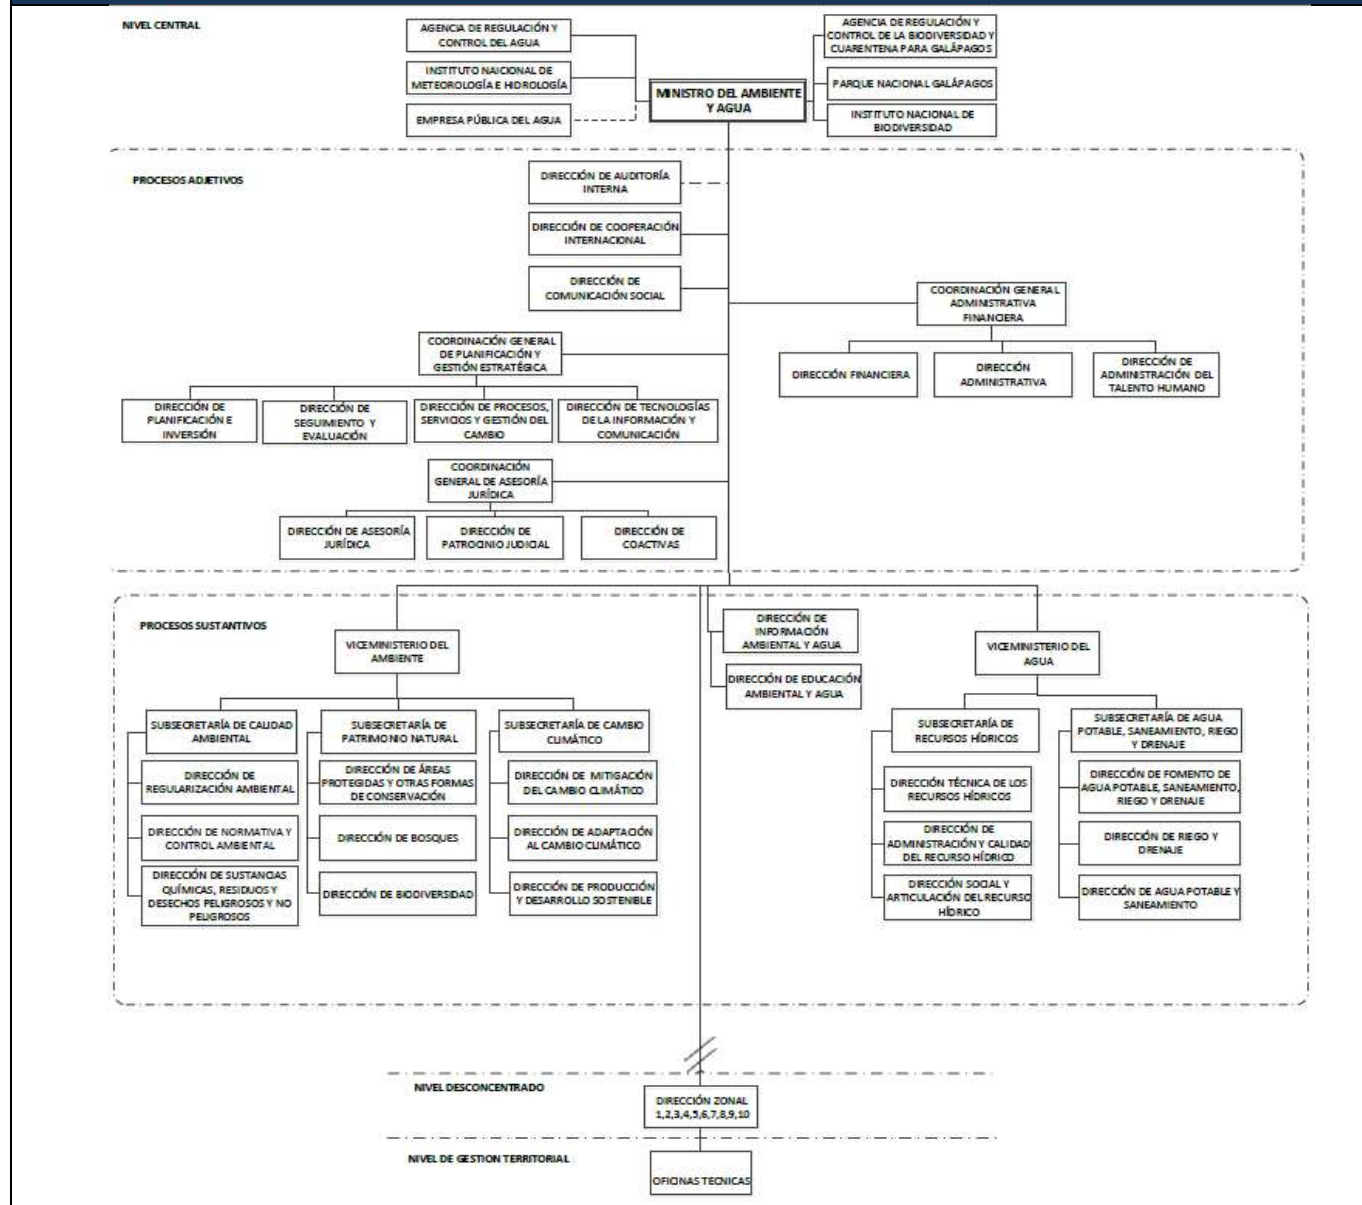 NIVEL CENTRAL
AGENCIA DE REGULACIÓN Y
CONTROL DEL AGUA
INSTITUTO NAICIONAL DE
METEOROLOGÍA E HIDROLOGÍA
EMPRESA PÚBLICA DEL AGUA
MINISTRO DEL AMBIENTE
Y AGUA
AGENCIA DE REGULACIÓN Y
CONTROL DE LA BIODIVERSIDAD Y
CUARENTENA PARA GALÁPAGOS
PARQUE NACIONAL GALÁPAGOS
INSTITUTO NACIONAL DE
BIODIVERSIDAD
PROCESOS ADJETIVOS
DIRECCIÓN DE AUDITORÍA
INTERNA
DIRECCIÓN DE COOPERACIÓN
INTERNACIONAL
DIRECCIÓN DE
COMUNICACIÓN SOCIAL
COORDINACIÓN GENERAL
ADMINISTRATIVA
FINANCIERA
DIRECCIÓN FINANCIERA
DIRECCIÓN
ADMINISTRATIVA
DIRECCIÓN DE
ADMINISTRACIÓN DEL
TALENTO HUMANO
COORDINACIÓN GENERAL
DE PLANIFICACIÓN Y
GESTIÓN ESTRATÉGICA
DIRECCIÓN DE
PLANIFICACIÓN E
INVERSIÓN
DIRECCIÓN DE
SEGUIMIENTO Y
EVALUACIÓN
DIRECCIÓN DE PROCESOS,
SERVICIOS Y GESTIÓN DEL
CAMBIO
DIRECCIÓN DE TECNOLOGÍAS
DE LA INFORMACIÓN Y
COMUNICACIÓN
COORDINACIÓN
GENERAL DE ASESORÍA
JURÍDICA
DIRECCIÓN DE ASESORÍA
JURÍDICA
DIRECCIÓN DE
PATROCINIO JUDICIAL
DIRECCIÓN DE
COACTIVAS
PROCESOS SUSTANTIVOS
VICEMINISTERIO DEL
AMBIENTE
DIRECCIÓN DE
INFORMACIÓN
AMBIENTAL Y AGUA
DIRECCIÓN DE EDUCACIÓN
AMBIENTAL Y AGUA
VICEMINISTERIO DEL
AGUA
SUBSECRETARÍA DE CALIDAD
AMBIENTAL
DIRECCIÓN DE
REGULARIZACIÓN AMBIENTAL
DIRECCIÓN DE NORMATIVA Y
CONTROL AMBIENTAL
DIRECCIÓN DE SUSTANCIAS
QUÍMICAS, RESIDUOS Y
DESECHOS PELIGROSOS Y NO
PELIGROSOS
SUBSECRETARÍA DE
PATRIMONIO NATURAL
DIRECCIÓN DE ÁREAS
PROTEGIDAS Y OTRAS FORMAS
DE CONSERVACIÓN
DIRECCIÓN DE BOSQUES
DIRECCIÓN DE BIODIVERSIDAD
SUBSECRETARÍA DE CAMBIO
CLIMÁTICO
DIRECCIÓN DE MITIGACIÓN
DEL CAMBIO CLIMÁTICO
DIRECCIÓN DE ADAPTACIÓN
AL CAMBIO CLIMÁTICO
DIRECCIÓN DE PRODUCCIÓN
Y DESARROLLO SOSTENIBLE
SUBSECRETARÍA DE
RECURSOS HÍDRICOS
DIRECCIÓN TÉCNICA DE LOS
RECURSOS HÍDRICOS
DIRECCIÓN DE
ADMINISTRACIÓN Y CALIDAD
DEL RECURSO HÍDRICO
DIRECCIÓN SOCIAL Y
ARTICULACIÓN DEL RECURSO
HÍDRICO
SUBSECRETARÍA DE AGUA
POTABLE, SANEAMIENTO, RIEGO
Y DRENAJE
DIRECCIÓN DE FOMENTO DE
AGUA POTABLE, SANEAMIENTO,
RIEGO Y DRENAJE
DIRECCIÓN DE RIEGO Y
DRENAJE
DIRECCIÓN DE AGUA POTABLE Y
SANEAMIENTO
NIVEL DESCONCENTRADO
DIRECCIÓN ZONAL
1,2,3,4,5,6,7,8,9,10
NIVEL DE GESTION TERRITORIAL
OFICINAS TECNICAS